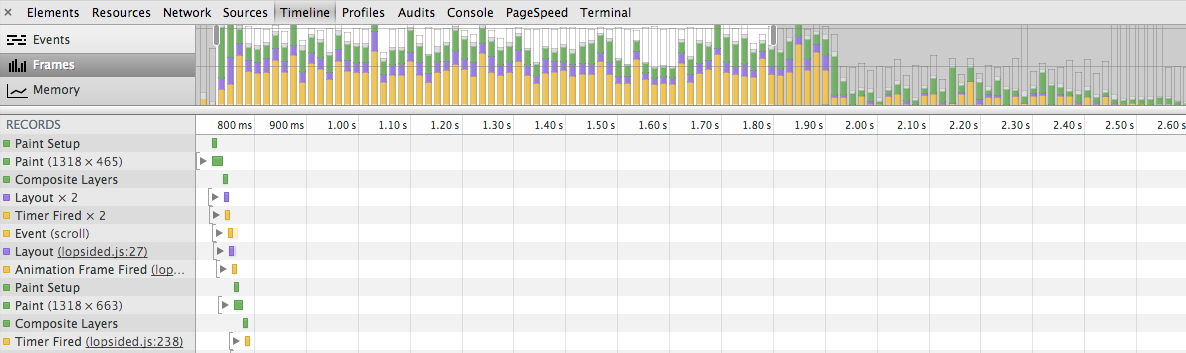 × Elements Resources Network Sources Timeline Profiles Audits Console PageSpeed Terminal
Events
Frames
Memory
RECORDS 800 ms 900 ms 1.00 s 1.10 s 1.20 s 1.30 s 1.40 s 1.50 s 1.60 s 1.70 s 1.80 s 1.90 s 2.00 s 2.10 s 2.20 s 2.30 s 2.40 s 2.50 s 2.60 s
Paint Setup
Paint (1318 × 465)
Composite Layers
Layout × 2
Timer Fired × 2
Event (scroll)
Layout (lopsided.js:27)
Animation Frame Fired (lop...
Paint Setup
Paint (1318 × 663)
Composite Layers
Timer Fired (lopsided.js:238)